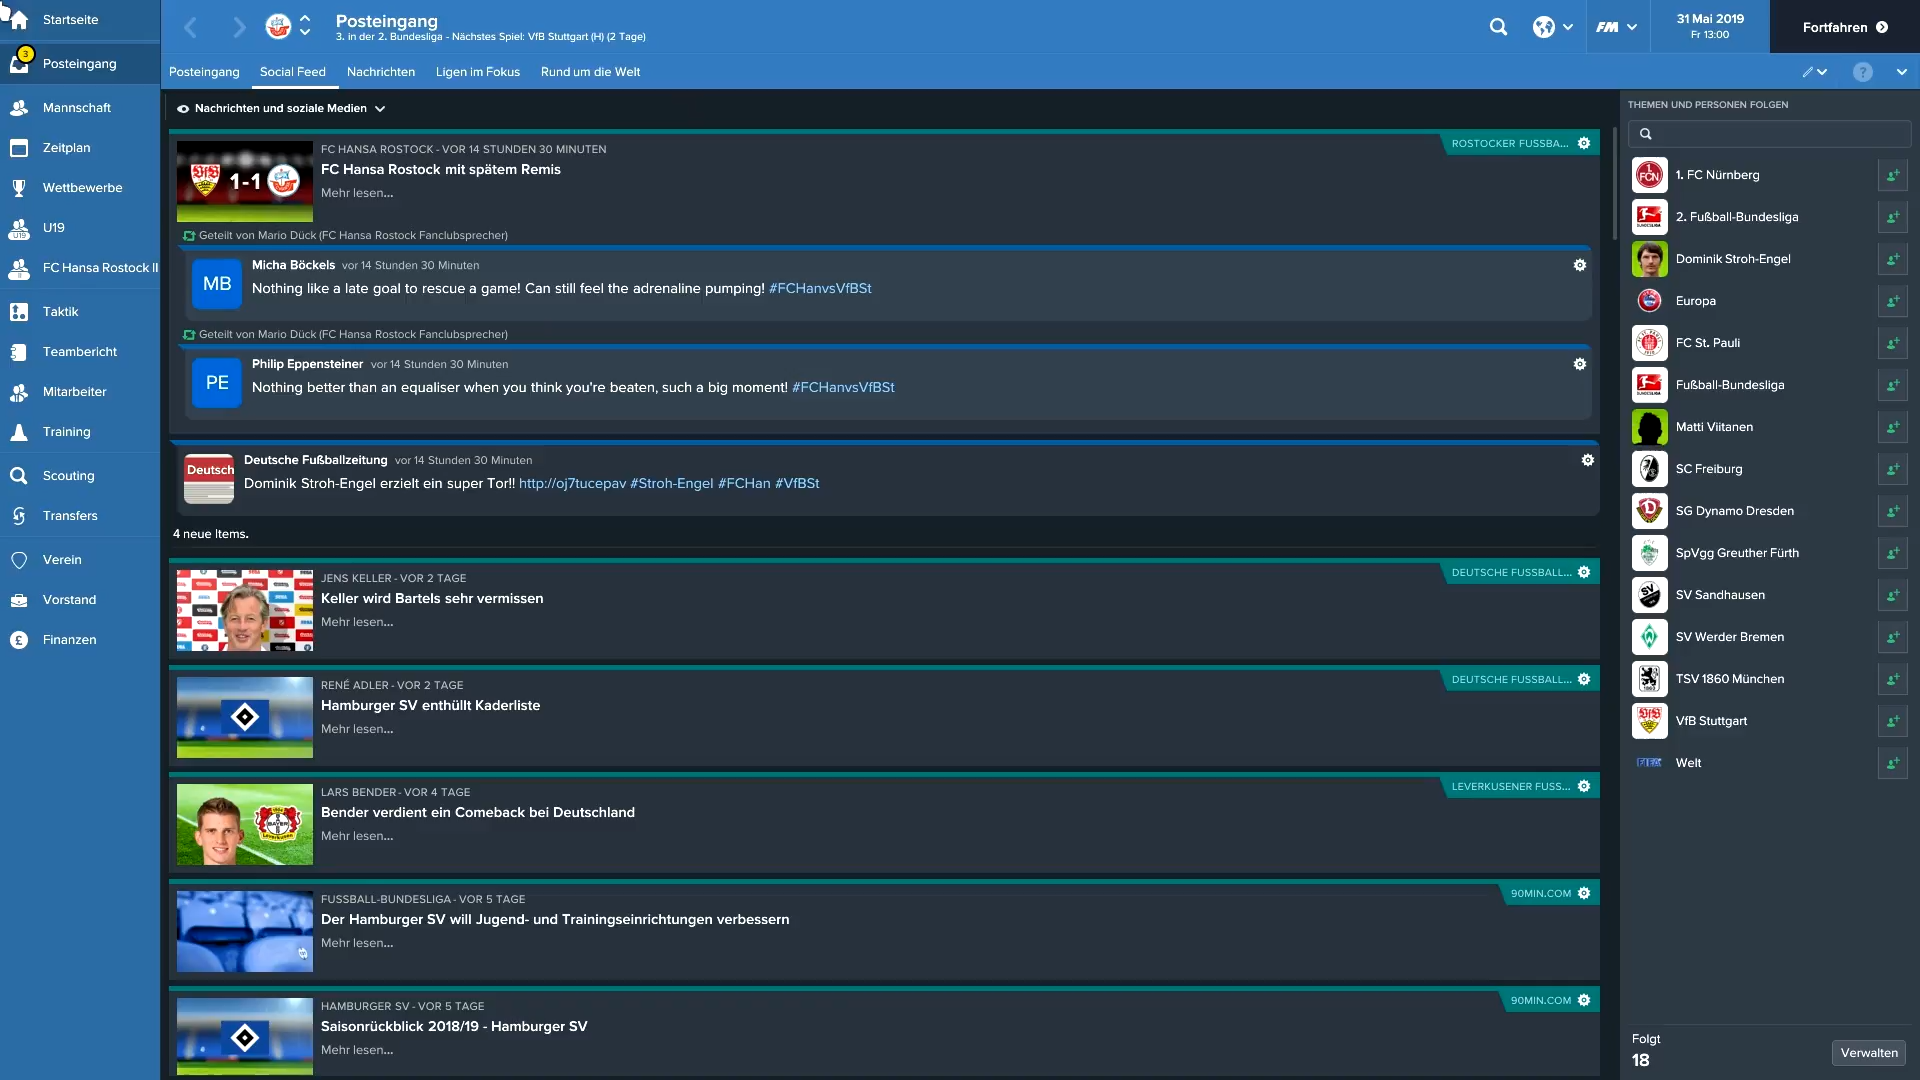 Startseite
3
Posteingang
Mannschaft
Zeitplan
Wettbewerbe
U19
U19
FC Hansa Rostock II
II
Taktik
Teambericht
Mitarbeiter
Training
Scouting
Transfers
Verein
Vorstand
£
Finanzen
Posteingang
3. in der 2. Bundesliga - Nächstes Spiel: VfB Stuttgart (H) (2 Tage)
FM
31 Mai 2019
Fr 13:00
Fortfahren
Posteingang
Social Feed
Nachrichten
Ligen im Fokus
Rund um die Welt
?
Nachrichten und soziale Medien
1-1
FC HANSA ROSTOCK - VOR 14 STUNDEN 30 MINUTEN
ROSTOCKER FUSSBA...
FC Hansa Rostock mit spätem Remis
Mehr lesen...
Geteilt von Mario Dück (FC Hansa Rostock Fanclubsprecher)
MB
Micha Böckels vor 14 Stunden 30 Minuten
Nothing like a late goal to rescue a game! Can still feel the adrenaline pumping! #FCHanvsVfBSt
Geteilt von Mario Dück (FC Hansa Rostock Fanclubsprecher)
PE
Philip Eppensteiner vor 14 Stunden 30 Minuten
Nothing better than an equaliser when you think you're beaten, such a big moment! #FCHanvsVfBSt
Deutsch
Deutsche Fußballzeitung vor 14 Stunden 30 Minuten
Dominik Stroh-Engel erzielt ein super Tor!! http://oj7tucepav #Stroh-Engel #FCHan #VfBSt
4 neue Items.
JENS KELLER - VOR 2 TAGE
DEUTSCHE FUSSBALL...
Keller wird Bartels sehr vermissen
Mehr lesen...
RENÉ ADLER - VOR 2 TAGE
DEUTSCHE FUSSBALL...
Hamburger SV enthüllt Kaderliste
Mehr lesen...
LARS BENDER - VOR 4 TAGE
LEVERKUSENER FUSS...
Bender verdient ein Comeback bei Deutschland
Mehr lesen...
FUSSBALL-BUNDESLIGA - VOR 5 TAGE
90MIN.COM
Der Hamburger SV will Jugend- und Trainingseinrichtungen verbessern
Mehr lesen...
HAMBURGER SV - VOR 5 TAGE
90MIN.COM
Saisonrückblick 2018/19 - Hamburger SV
Mehr lesen...
THEMEN UND PERSONEN FOLGEN
1. FC Nürnberg
2. Fußball-Bundesliga
Dominik Stroh-Engel
Europa
FC St. Pauli
Fußball-Bundesliga
Matti Viitanen
SC Freiburg
SG Dynamo Dresden
SpVgg Greuther Fürth
SV Sandhausen
SV Werder Bremen
TSV 1860 München
VfB Stuttgart
FIFA
Welt
Folgt
18
Verwalten